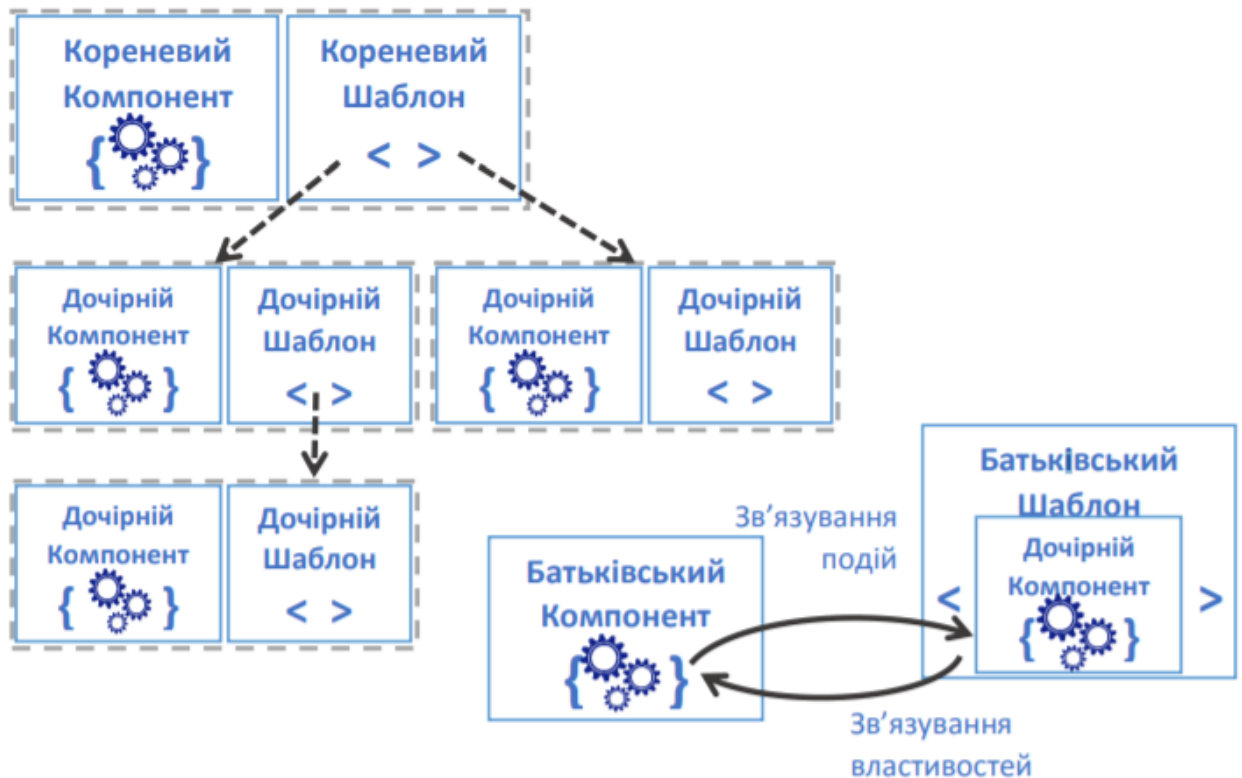 Кореневий
Компонент
{ }
Кореневий
Шаблон
< >
Дочірній
Компонент
{ }
Дочірній
Шаблон
< >
Дочірній
Компонент
{ }
Дочірній
Шаблон
< >
Дочірній
Компонент
{ }
Дочірній
Шаблон
< >
Батьківський
Компонент
{ }
Зв’язування
подій
Батьківський
Шаблон
Дочірній
Компонент
< >
{ }
Зв’язування
властивостей